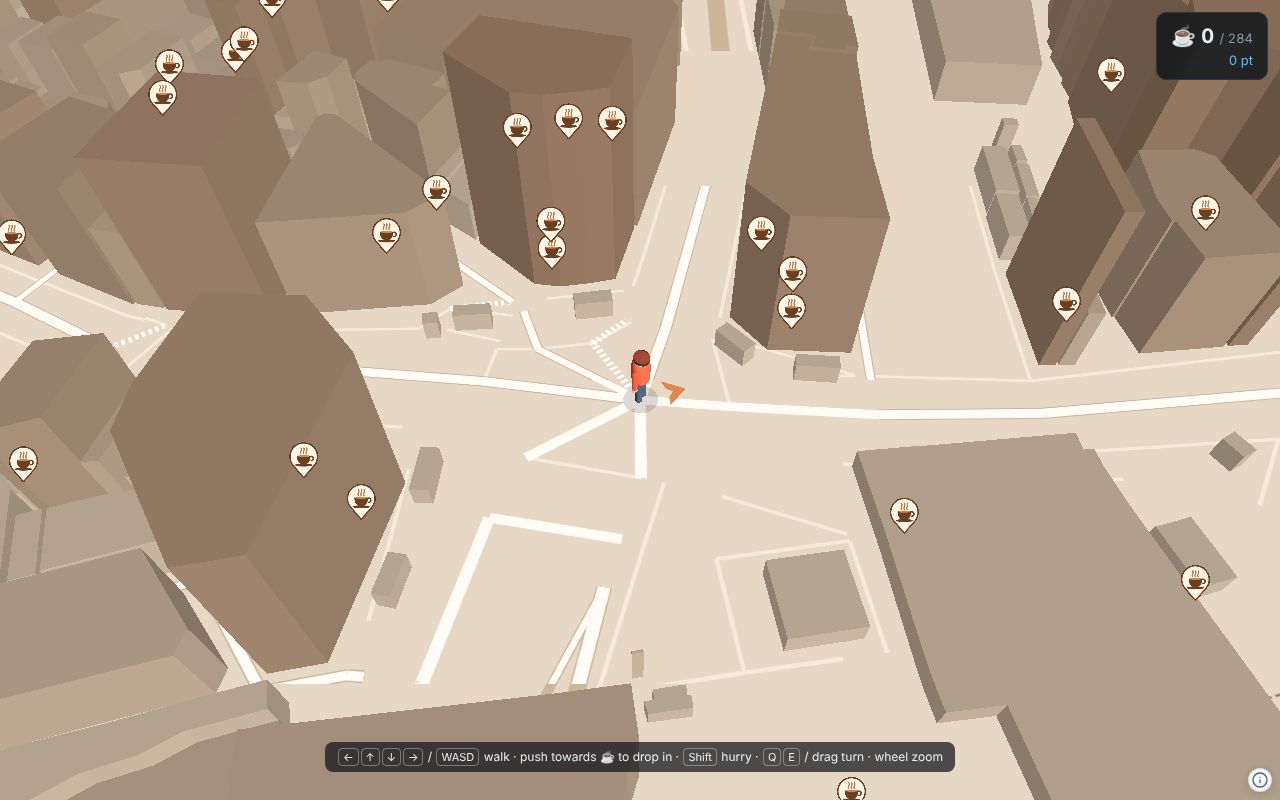 ☕ 0 / 284
0 pt
← ↑ ↓ → / WASD walk · push towards ☕ to drop in · Shift hurry · Q E / drag turn · wheel zoom